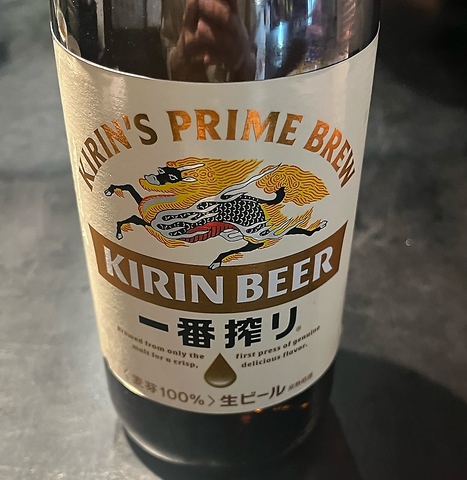 KIRIN'S PRIME BREW
KIRIN BEER
一番搾り®
Brewed from only the first press of genuine
malt for a crisp, delicious flavor.
麦芽100%〉生ビール